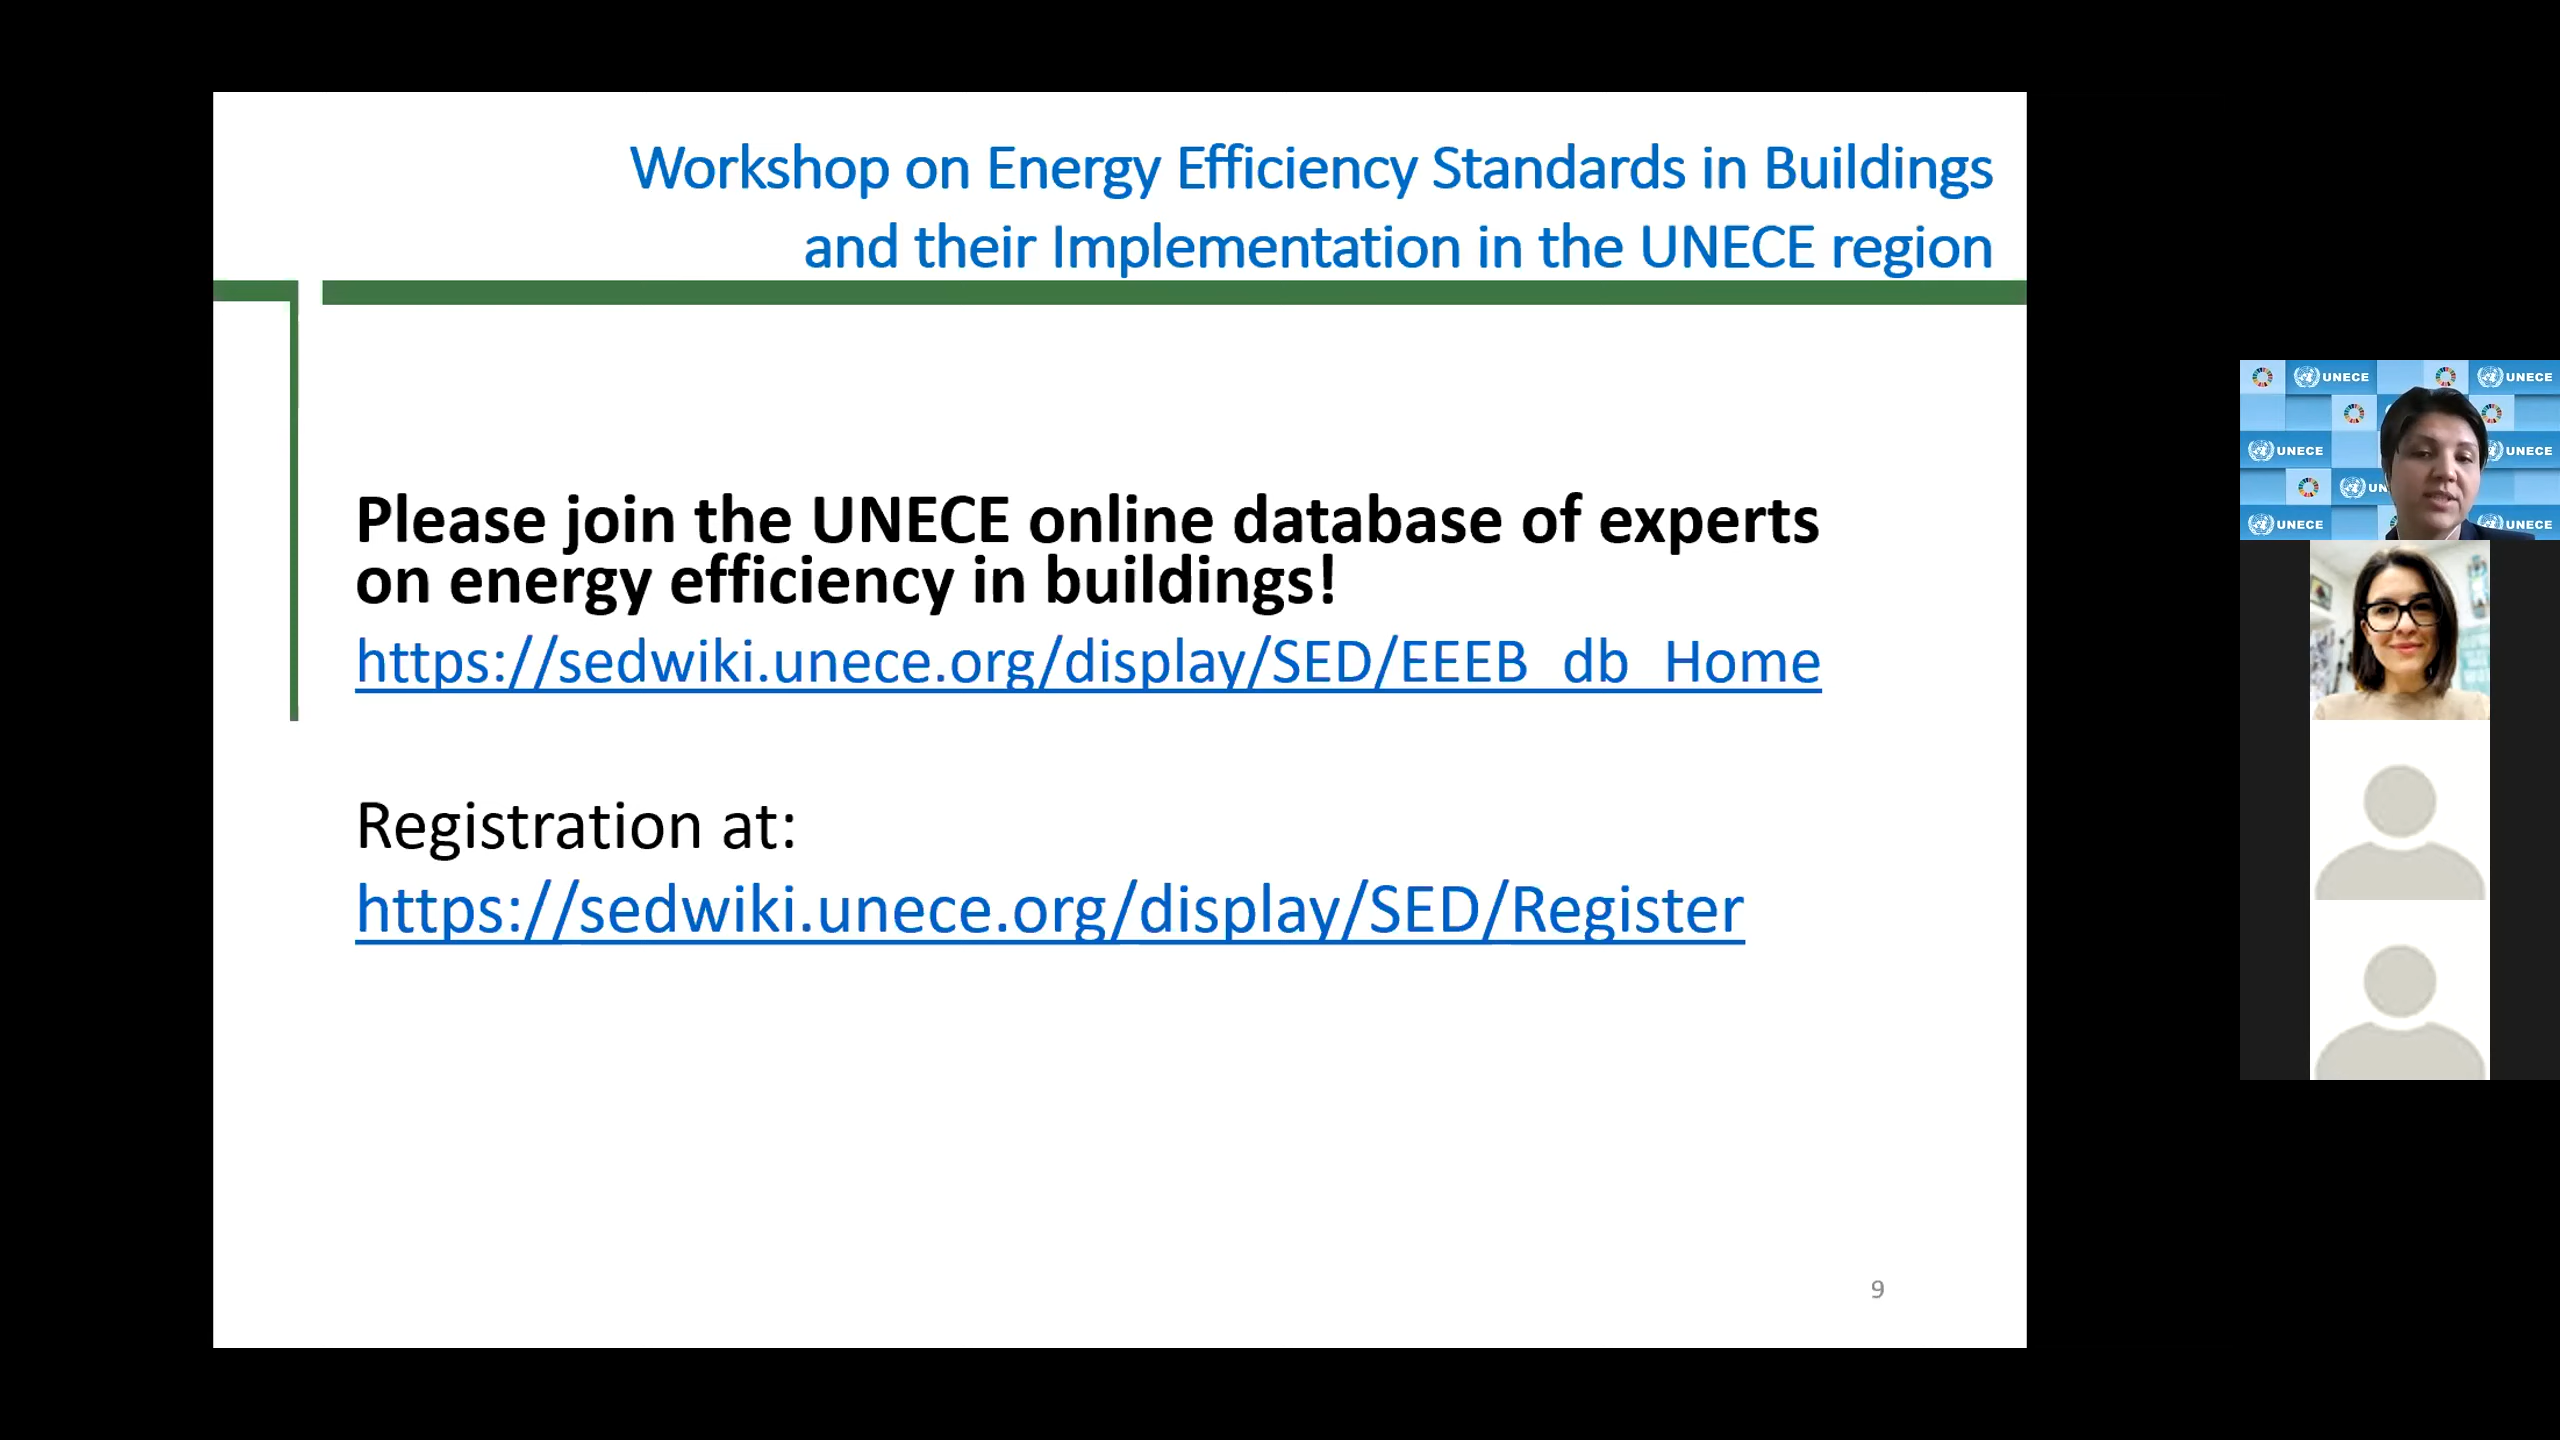 Workshop on Energy Efficiency Standards in Buildings
and their Implementation in the UNECE region
Please join the UNECE online database of experts
on energy efficiency in buildings!
https://sedwiki.unece.org/display/SED/EEEB_db_Home
Registration at:
https://sedwiki.unece.org/display/SED/Register
9
UNECE
UNECE
UNECE
UNECE
UN
UNECE
UNECE